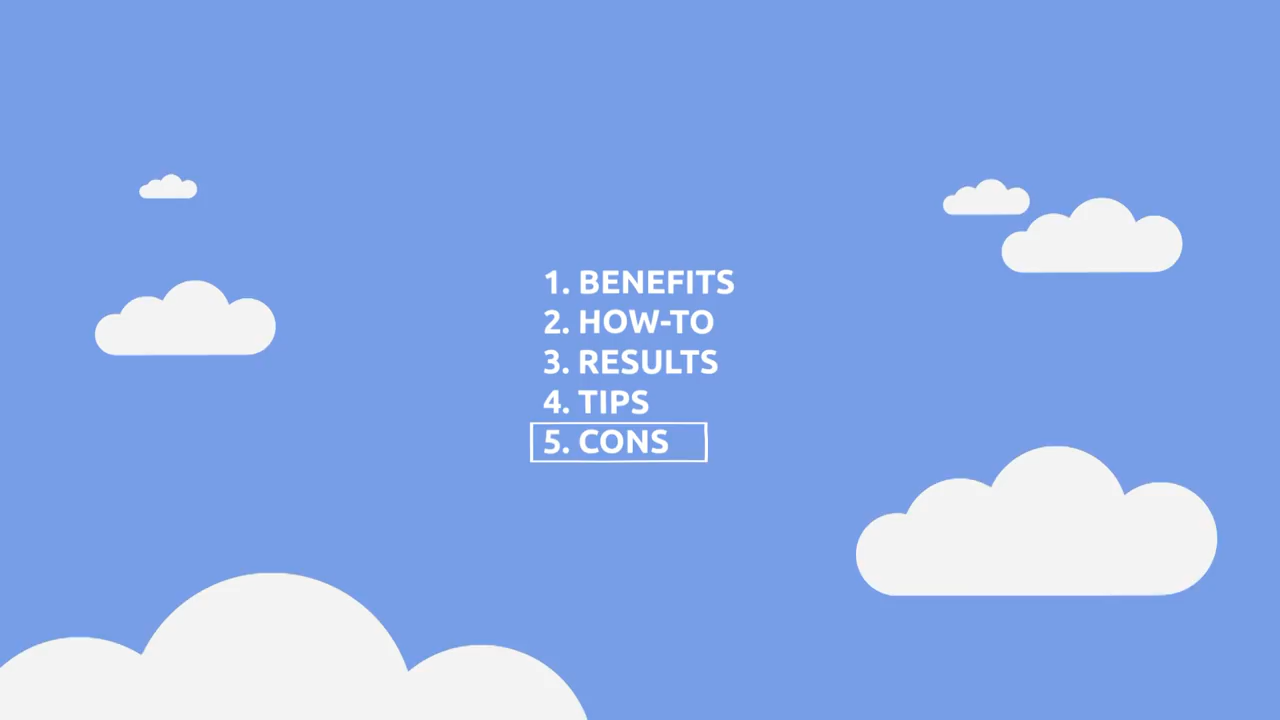 1. BENEFITS
2. HOW-TO
3. RESULTS
4. TIPS
5. CONS